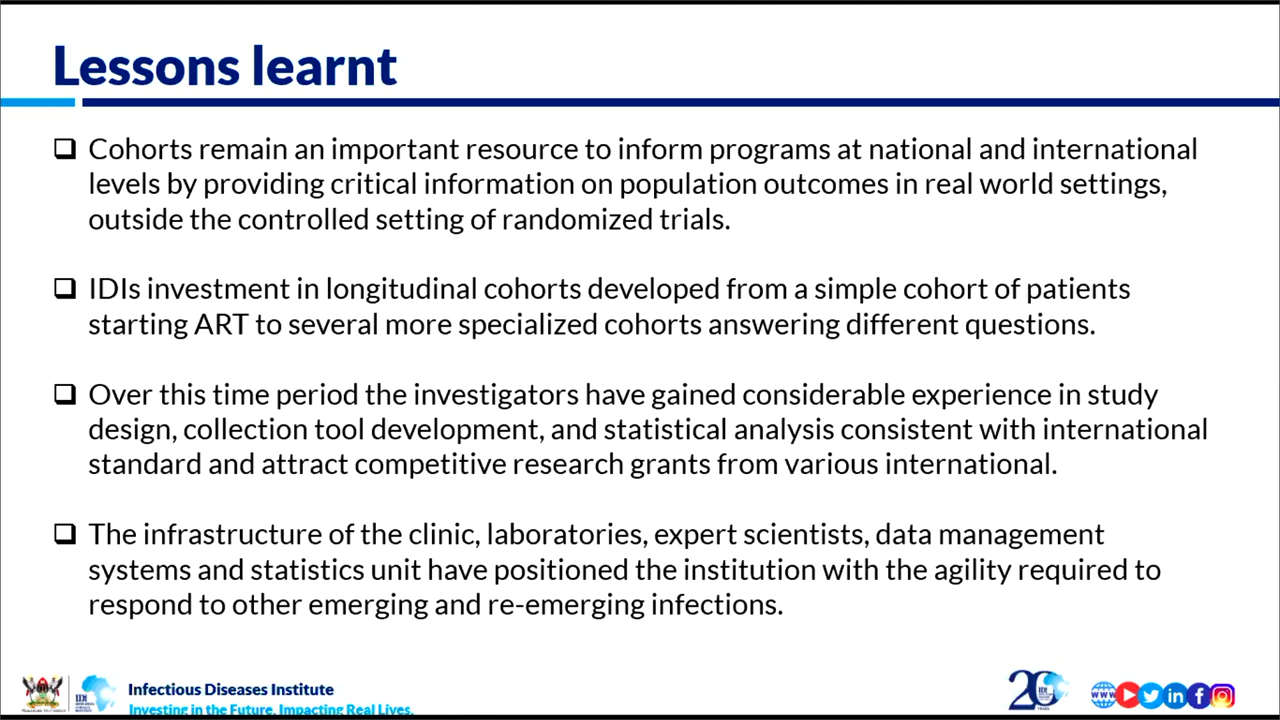 Lessons learnt
Cohorts remain an important resource to inform programs at national and international
levels by providing critical information on population outcomes in real world settings,
outside the controlled setting of randomized trials.
IDIs investment in longitudinal cohorts developed from a simple cohort of patients
starting ART to several more specialized cohorts answering different questions.
Over this time period the investigators have gained considerable experience in study
design, collection tool development, and statistical analysis consistent with international
standard and attract competitive research grants from various international.
The infrastructure of the clinic, laboratories, expert scientists, data management
systems and statistics unit have positioned the institution with the agility required to
respond to other emerging and re-emerging infections.
Infectious Diseases Institute
Investing in the Future. Impacting Real Lives.
IDI
20
YEARS
www
in